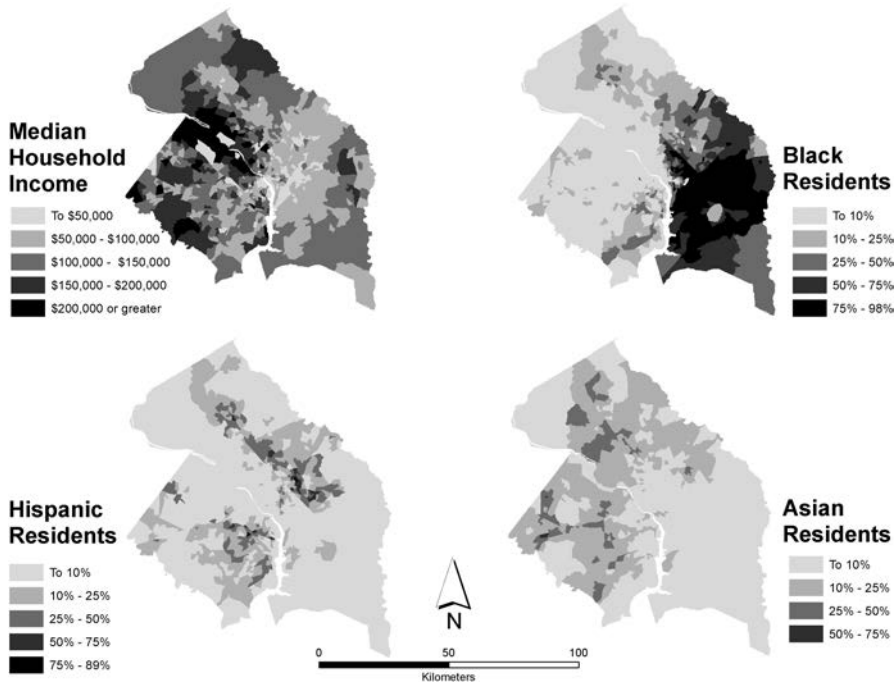 Median
Household
Income
To $50,000
$50,000 - $100,000
$100,000 - $150,000
$150,000 - $200,000
$200,000 or greater
Black
Residents
To 10%
10% - 25%
25% - 50%
50% - 75%
75% - 98%
Hispanic
Residents
To 10%
10% - 25%
25% - 50%
50% - 75%
75% - 89%
Asian
Residents
To 10%
10% - 25%
25% - 50%
50% - 75%
N
0 50 100
Kilometers